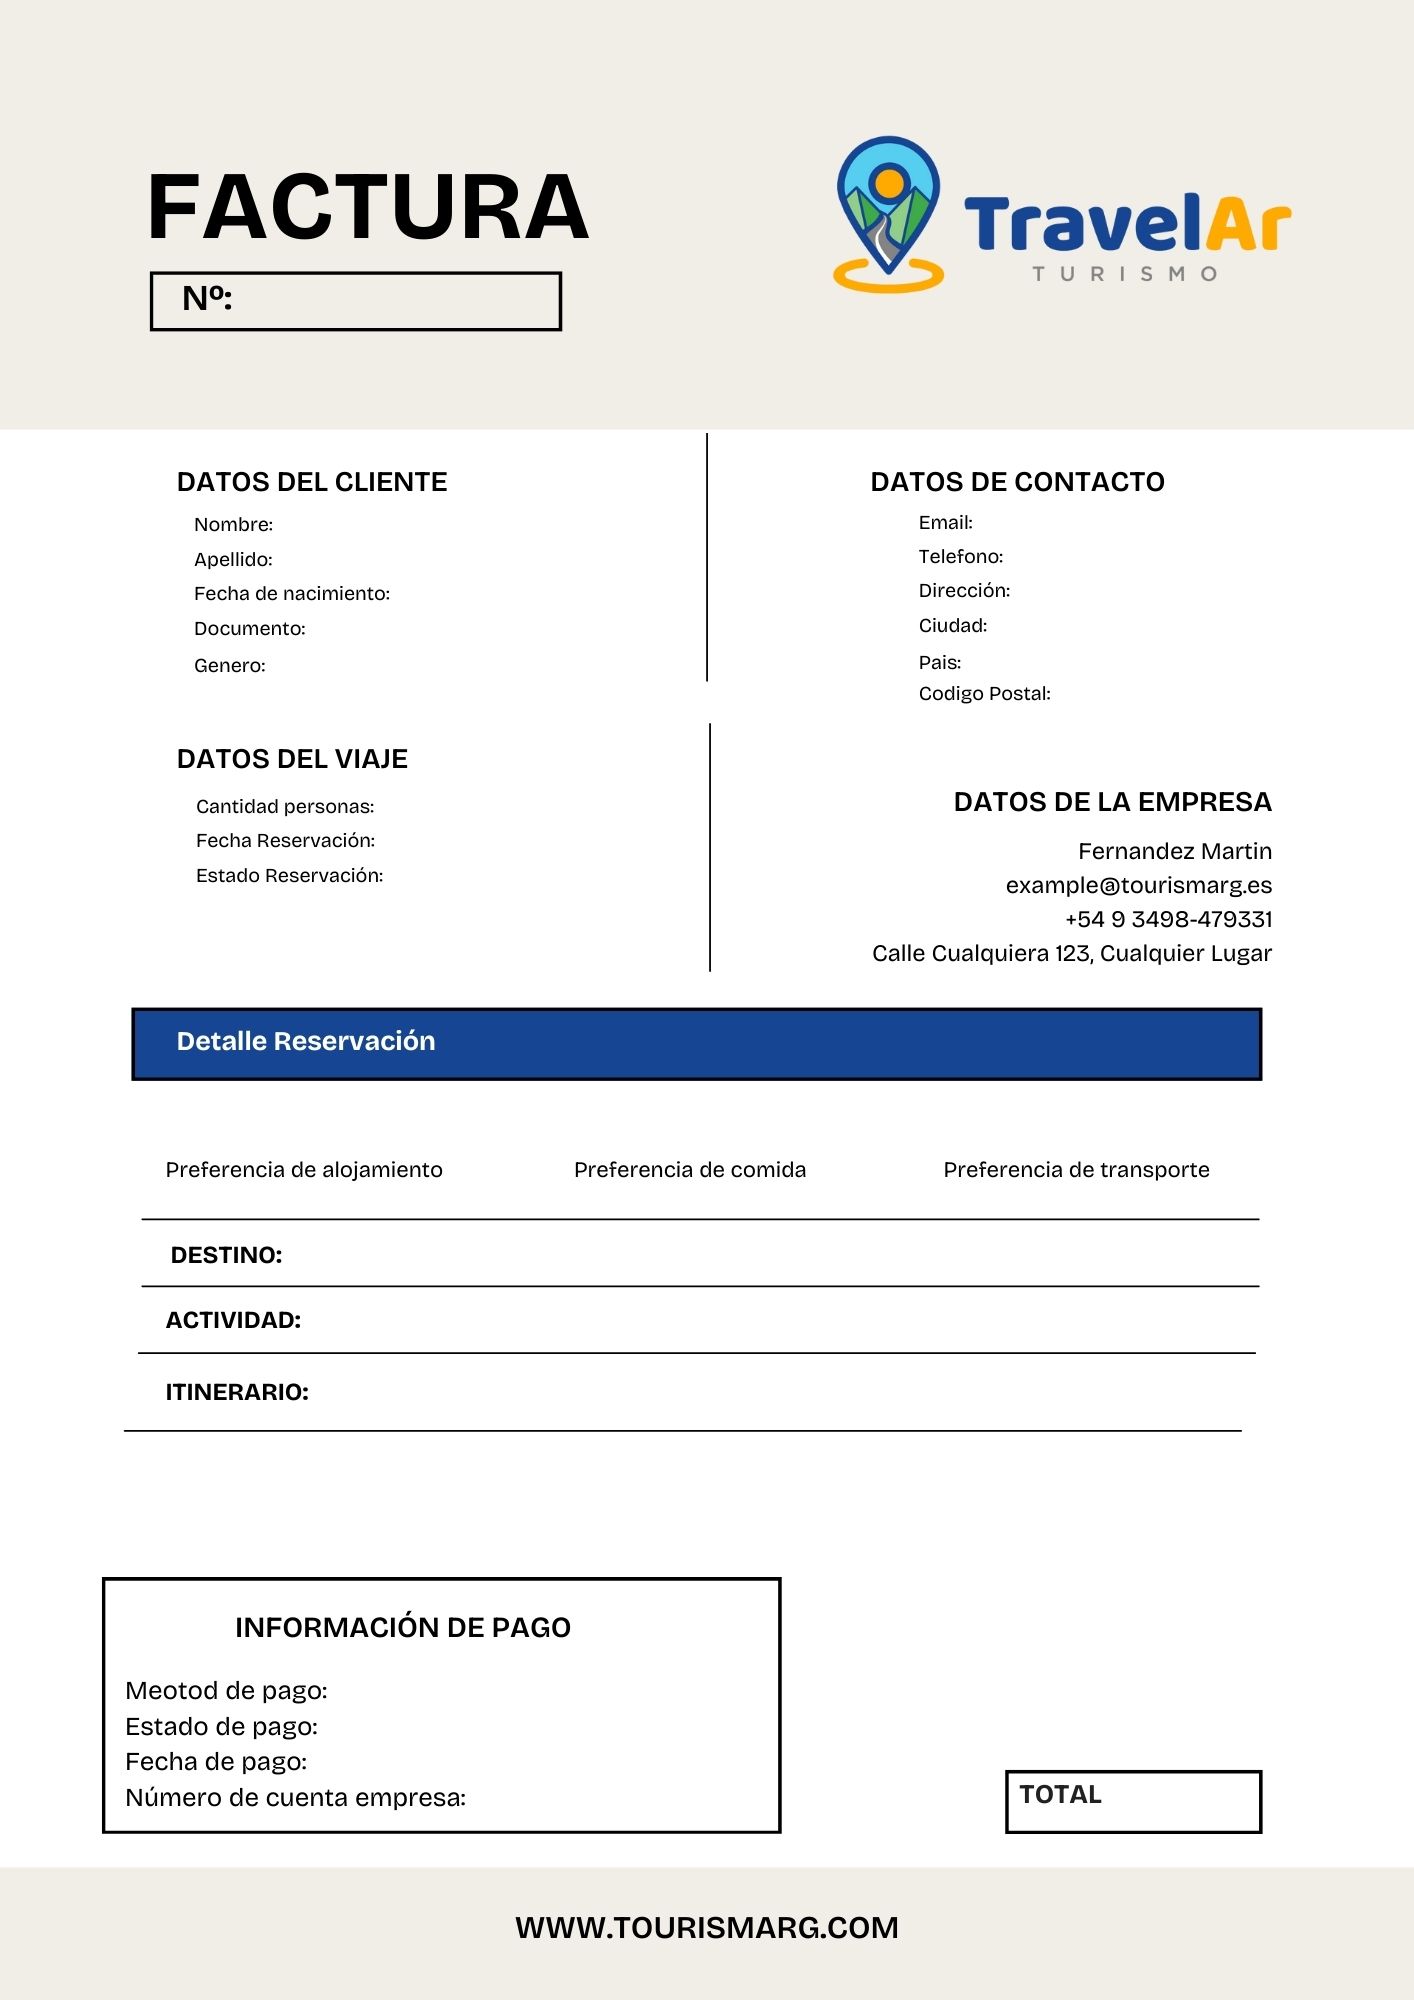 FACTURA
Nº:
TravelAr
TURISMO
DATOS DEL CLIENTE
Nombre:
Apellido:
Fecha de nacimiento:
Documento:
Genero:
DATOS DE CONTACTO
Email:
Telefono:
Dirección:
Ciudad:
Pais:
Codigo Postal:
DATOS DEL VIAJE
Cantidad personas:
Fecha Reservación:
Estado Reservación:
DATOS DE LA EMPRESA
Fernandez Martin
example@tourismarg.es
+54 9 3498-479331
Calle Cualquiera 123, Cualquier Lugar
Detalle Reservación
Preferencia de alojamiento
Preferencia de comida
Preferencia de transporte
DESTINO:
ACTIVIDAD:
ITINERARIO:
INFORMACIÓN DE PAGO
Meotod de pago:
Estado de pago:
Fecha de pago:
Número de cuenta empresa:
TOTAL
WWW.TOURISMARG.COM